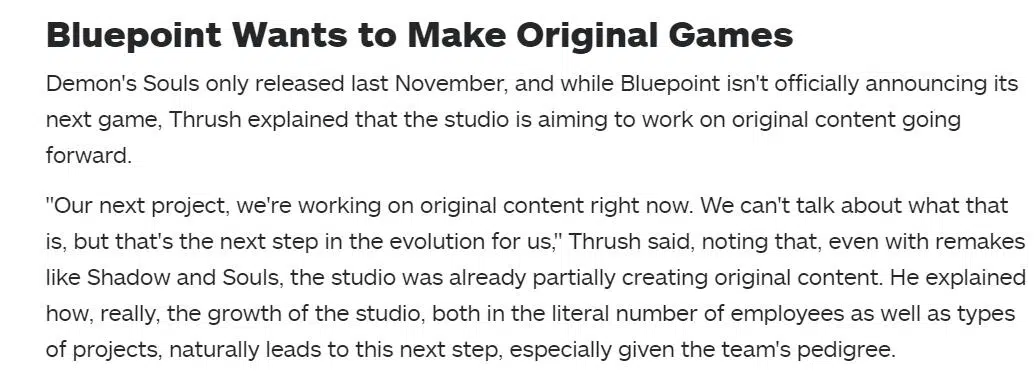 Bluepoint Wants to Make Original Games
Demon's Souls only released last November, and while Bluepoint isn't officially announcing its
next game, Thrush explained that the studio is aiming to work on original content going
forward.
"Our next project, we're working on original content right now. We can't talk about what that
is, but that's the next step in the evolution for us," Thrush said, noting that, even with remakes
like Shadow and Souls, the studio was already partially creating original content. He explained
how, really, the growth of the studio, both in the literal number of employees as well as types
of projects, naturally leads to this next step, especially given the team's pedigree.